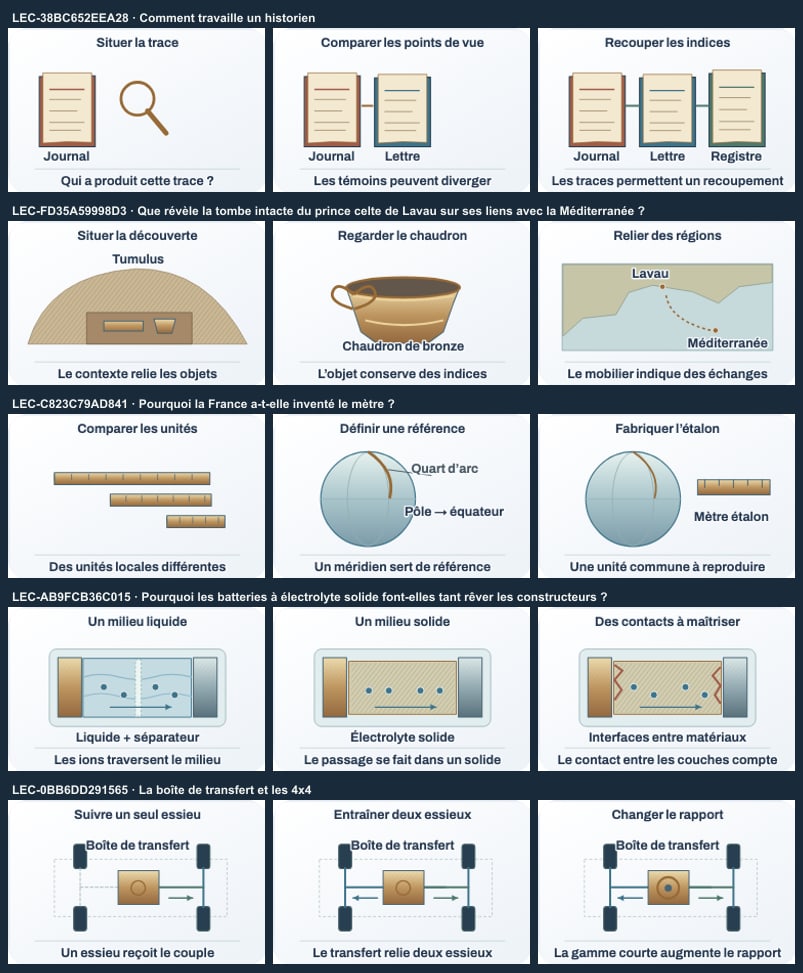 LEC-38BC652EEA28 · Comment travaille un historien
Situer la trace
Comparer les points de vue
Recouper les indices
Journal
Journal
Lettre
Journal
Lettre
Registre
Qui a produit cette trace ?
Les témoins peuvent diverger
Les traces permettent un recoupement
LEC-FD35A59998D3 · Que révèle la tombe intacte du prince celte de Lavau sur ses liens avec la Méditerranée ?
Situer la découverte
Regarder le chaudron
Relier des régions
Tumulus
Chaudron de bronze
Lavau
Méditerranée
Le contexte relie les objets
L’objet conserve des indices
Le mobilier indique des échanges
LEC-C823C79AD841 · Pourquoi la France a-t-elle inventé le mètre ?
Comparer les unités
Définir une référence
Fabriquer l’étalon
Quart d’arc
Pôle → équateur
Mètre étalon
Des unités locales différentes
Un méridien sert de référence
Une unité commune à reproduire
LEC-AB9FCB36C015 · Pourquoi les batteries à électrolyte solide font-elles tant rêver les constructeurs ?
Un milieu liquide
Un milieu solide
Des contacts à maîtriser
Liquide + séparateur
Électrolyte solide
Interfaces entre matériaux
Les ions traversent le milieu
Le passage se fait dans un solide
Le contact entre les couches compte
LEC-0BB6DD291565 · La boîte de transfert et les 4x4
Suivre un seul essieu
Entraîner deux essieux
Changer le rapport
Boîte de transfert
Boîte de transfert
Boîte de transfert
Un essieu reçoit le couple
Le transfert relie deux essieux
La gamme courte augmente le rapport